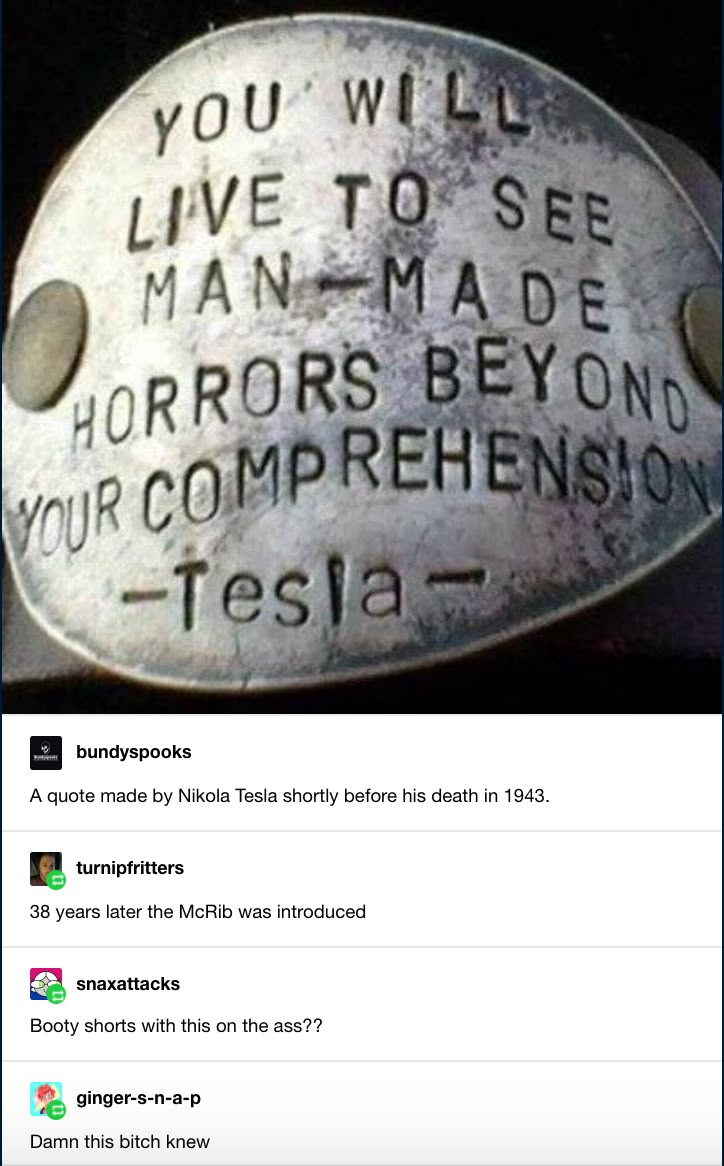 YOU WILL
LIVE TO SEE
MAN-MADE
HORRORS BEYOND
YOUR COMPREHENSION
-Tesla-
bundyspooks
A quote made by Nikola Tesla shortly before his death in 1943.
turnipfritters
38 years later the McRib was introduced
snaxattacks
Booty shorts with this on the ass??
ginger-s-n-a-p
Damn this bitch knew